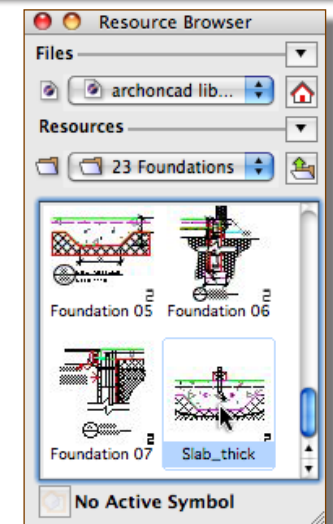 Resource Browser
Files
archoncad lib...
Resources
23 Foundations
Foundation 05 Foundation 06
Foundation 07 Slab_thick
No Active Symbol